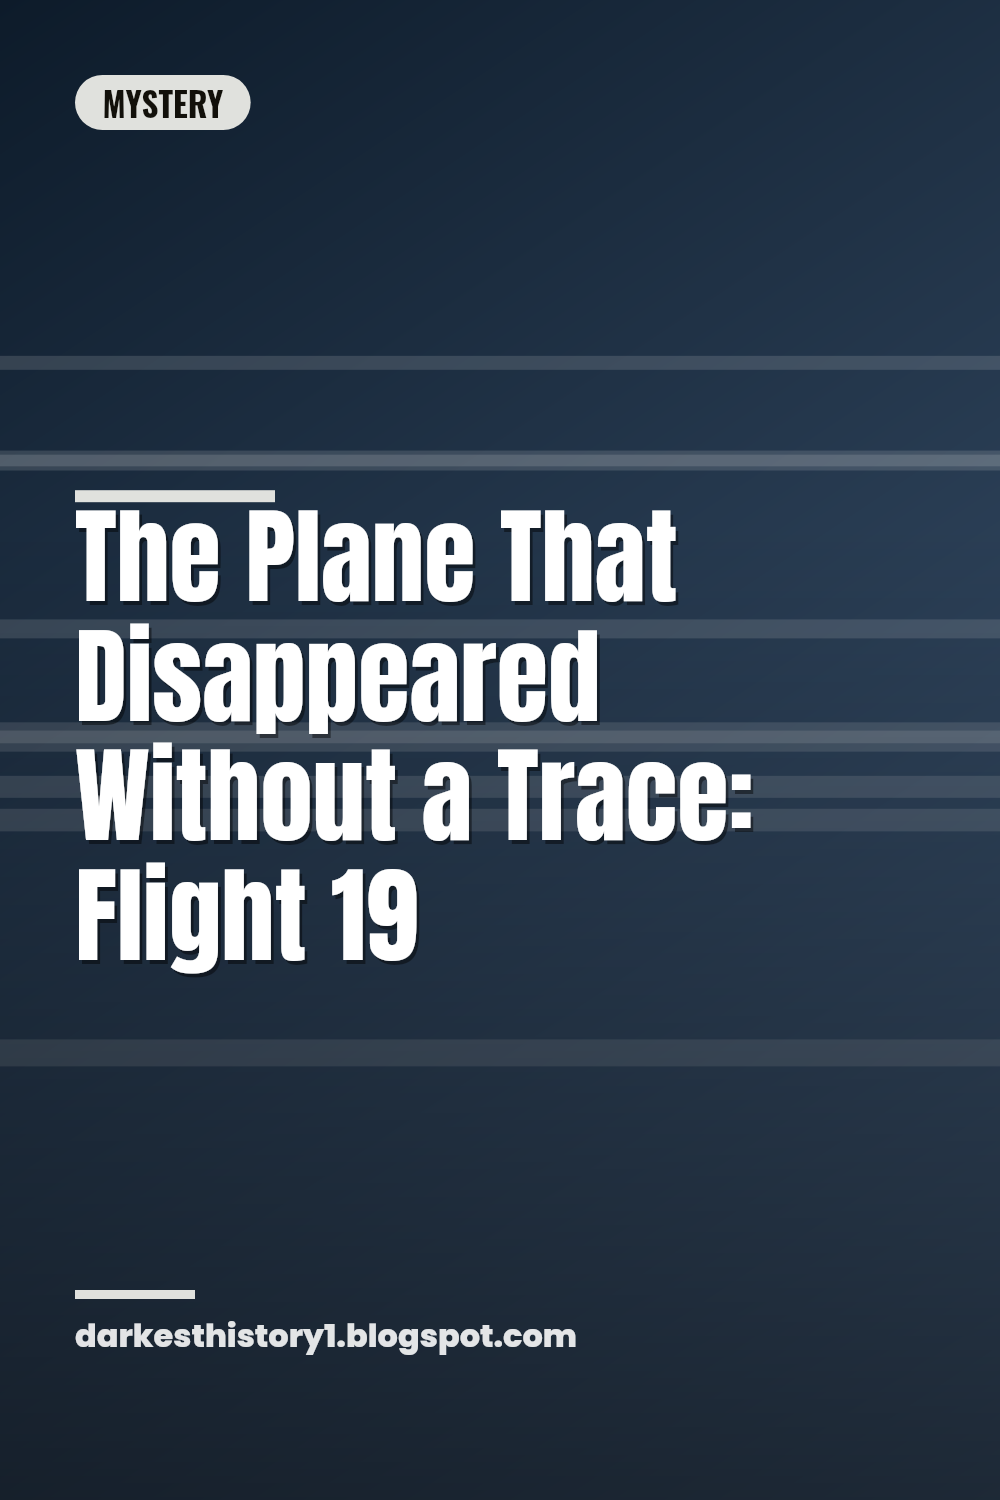 MYSTERY
The Plane That
Disappeared
Without a Trace:
Flight 19
darkesthistory1.blogspot.com